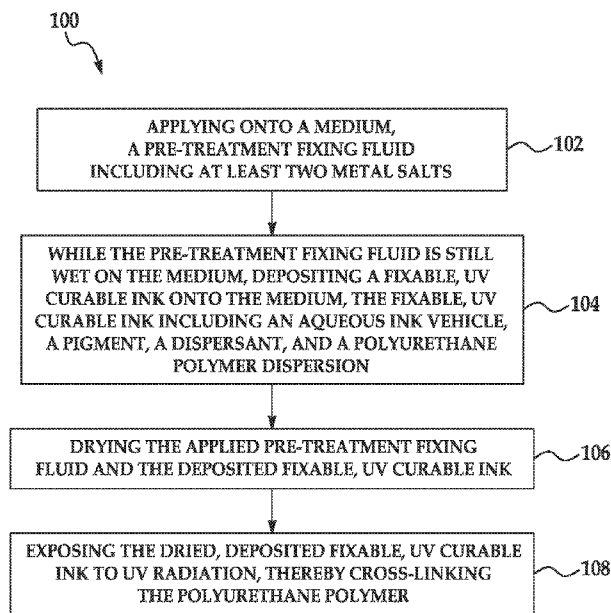 100
APPLYING ONTO A MEDIUM,
A PRE-TREATMENT FIXING FLUID
INCLUDING AT LEAST TWO METAL SALTS
102
WHILE THE PRE-TREATMENT FIXING FLUID IS STILL
WET ON THE MEDIUM, DEPOSITING A FIXABLE, UV
CURABLE INK ONTO THE MEDIUM, THE FIXABLE, UV
CURABLE INK INCLUDING AN AQUEOUS INK VEHICLE,
A PIGMENT, A DISPERSANT, AND A POLYURETHANE
POLYMER DISPERSION
104
DRYING THE APPLIED PRE-TREATMENT FIXING
FLUID AND THE DEPOSITED FIXABLE, UV CURABLE INK
106
EXPOSING THE DRIED, DEPOSITED FIXABLE, UV CURABLE
INK TO UV RADIATION, THEREBY CROSS-LINKING
THE POLYURETHANE POLYMER
108